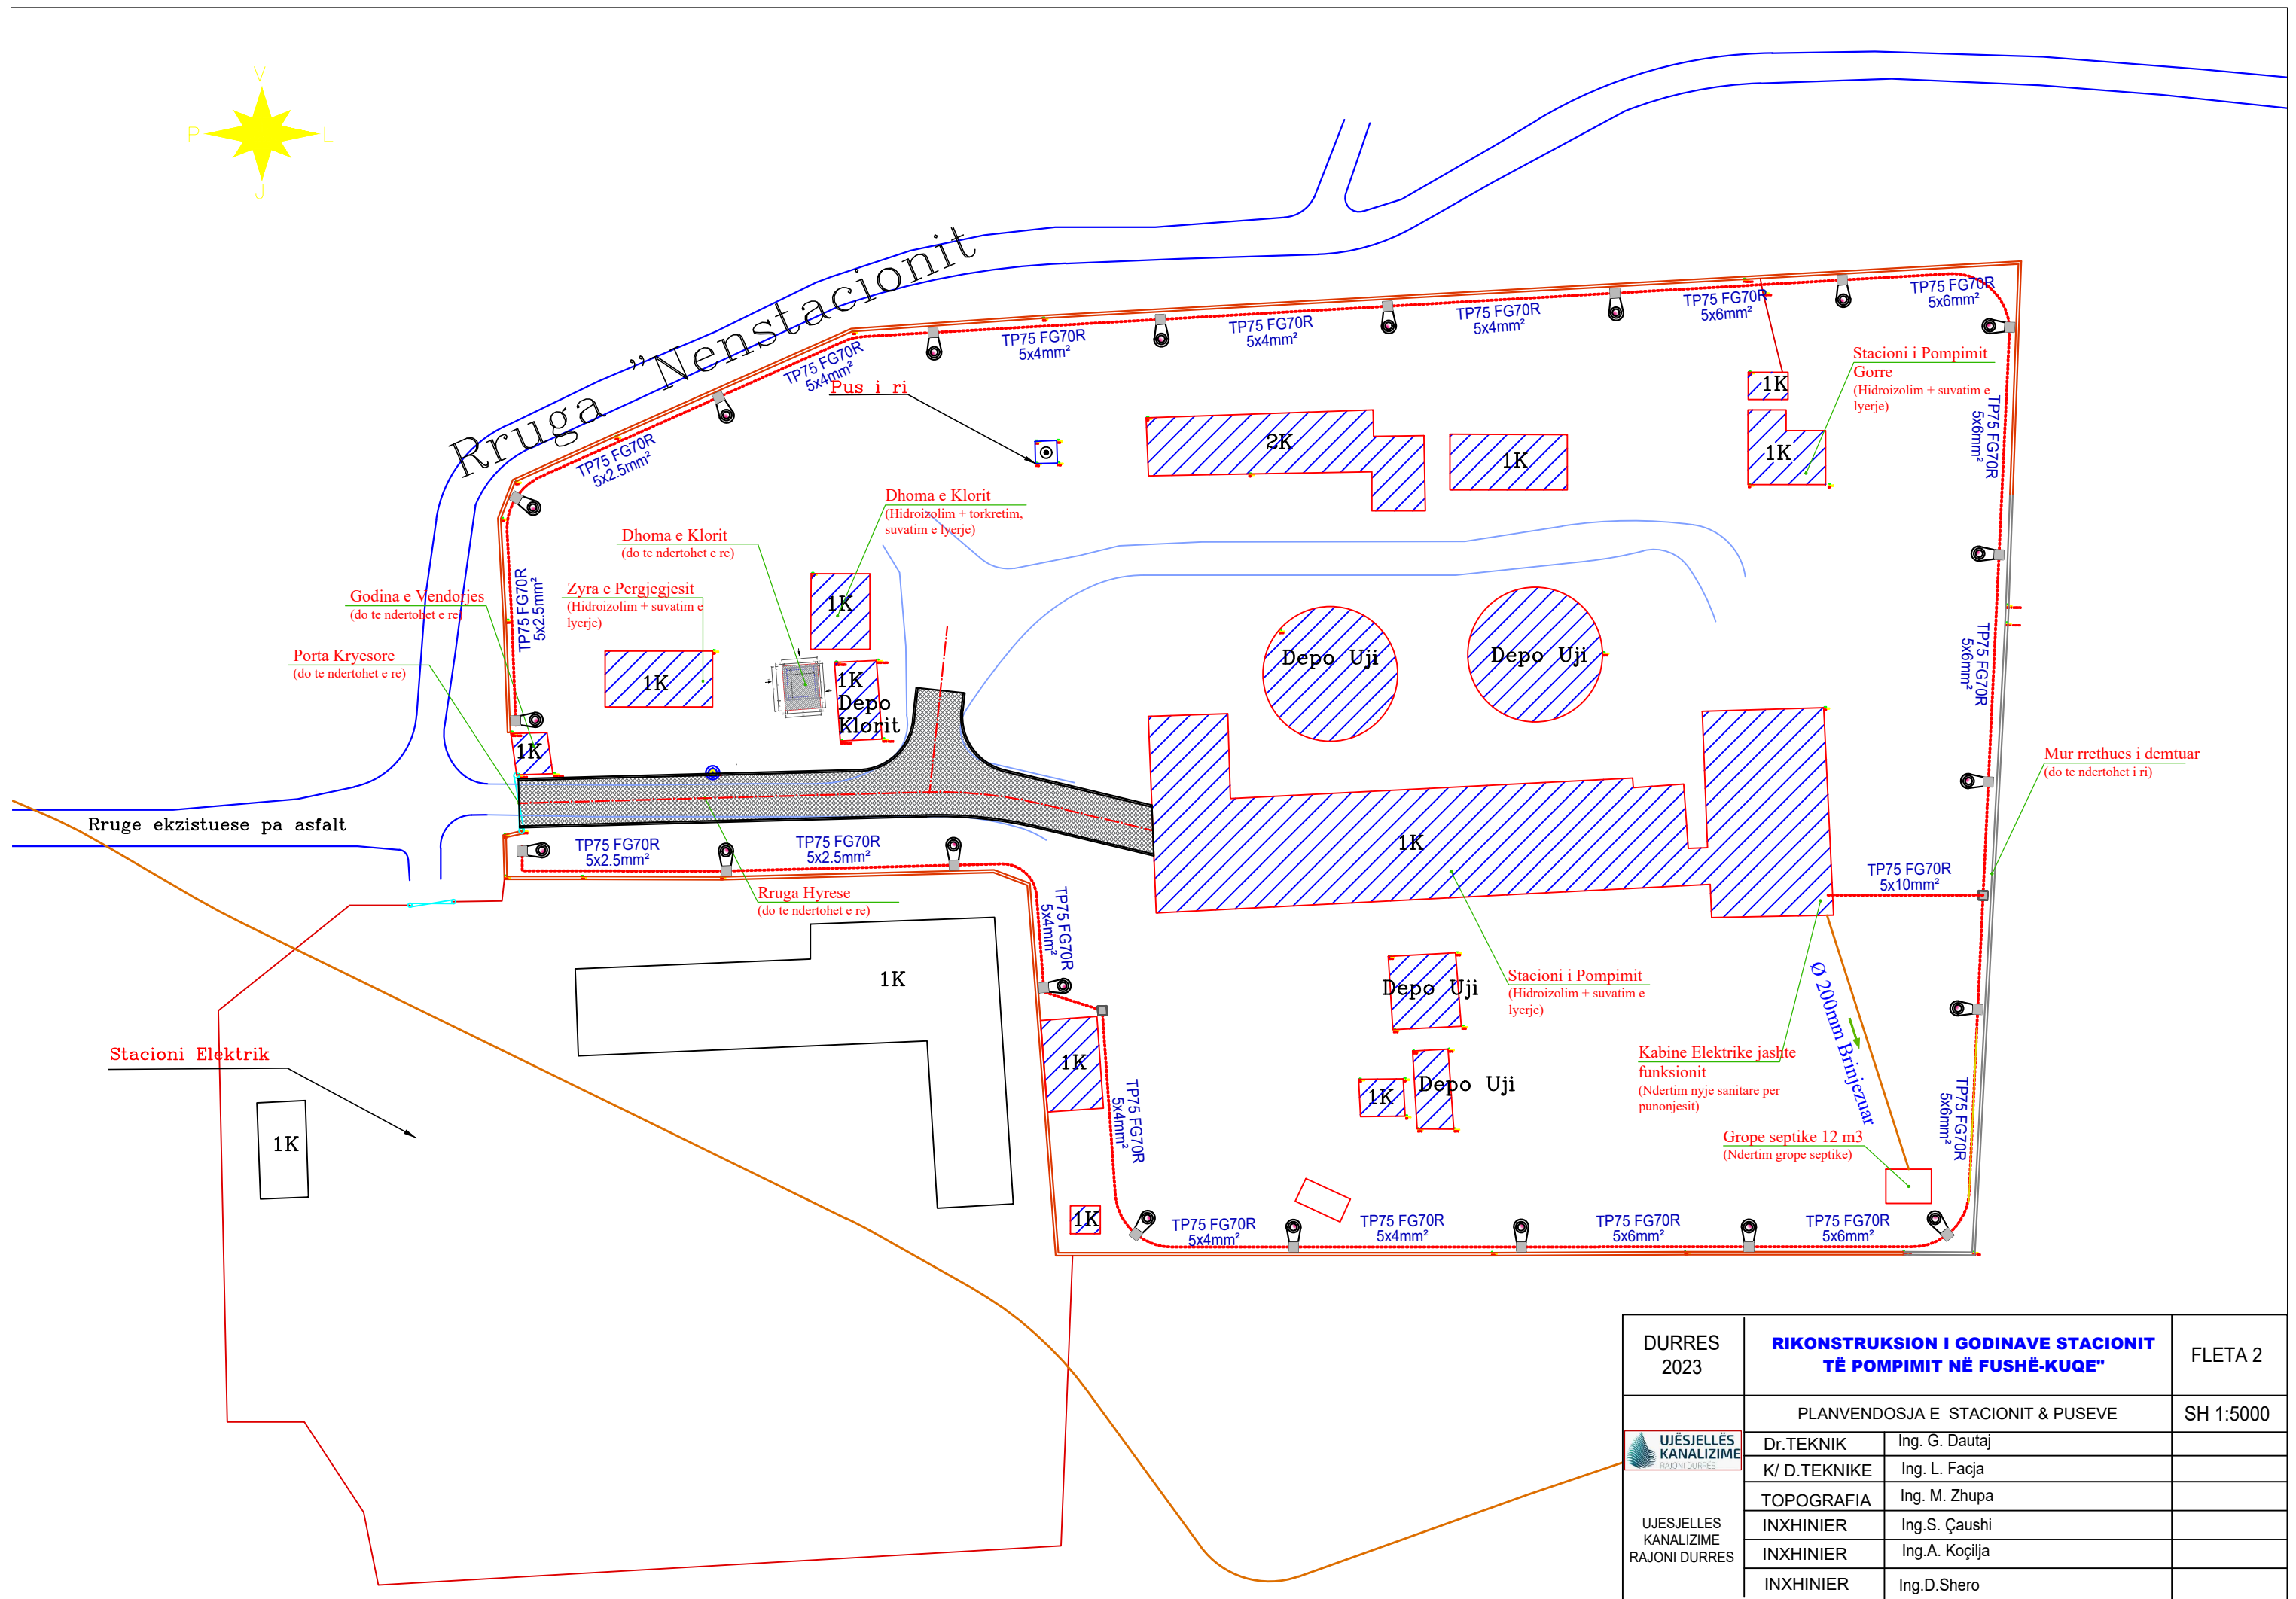 V
P
L
J
Rruga "Nenstacionit
TP75 FG70R
5x6mm²
TP75 FG70R
5x6mm²
TP75 FG70R
5x4mm²
TP75 FG70R
5x4mm²
TP75 FG70R
5x4mm²
TP75 FG70R
5x4mm²
TP75 FG70R
5x2.5mm²
TP75 FG70R
5x2.5mm²
Pus i ri
Stacioni i Pompimit
Gorre
(Hidroizolim + suvatim e
lyerje)
1K
1K
2K
1K
TP75 FG70R
5x6mm²
TP75 FG70R
5x6mm²
Dhoma e Klorit
(Hidroizolim + torkretim,
suvatim e lyerje)
Dhoma e Klorit
(do te ndertohet e re)
Zyra e Pergjegjesit
(Hidroizolim + suvatim e
lyerje)
Godina e Vendorjes
(do te ndertohet e re)
Porta Kryesore
(do te ndertohet e re)
1K
1K
1K
Depo
Klorit
1K
Depo Uji
Depo Uji
Mur rrethues i demtuar
(do te ndertohet i ri)
Rruge ekzistuese pa asfalt
TP75 FG70R
5x2.5mm²
TP75 FG70R
5x2.5mm²
1K
TP75 FG70R
5x10mm²
Rruga Hyrese
(do te ndertohet e re)
TP75 FG70R
5x4mm²
1K
Depo Uji
Stacioni i Pompimit
(Hidroizolim + suvatim e
lyerje)
Ø 200mm Brinjezuar
Kabine Elektrike jashte
funksionit
(Ndertim nyje sanitare per
punonjesit)
Stacioni Elektrik
1K
1K
1K
Depo Uji
TP75 FG70R
5x4mm²
TP75 FG70R
5x6mm²
Grope septike 12 m3
(Ndertim grope septike)
1K
TP75 FG70R
5x4mm²
TP75 FG70R
5x4mm²
TP75 FG70R
5x6mm²
TP75 FG70R
5x6mm²
DURRES
2023
RIKONSTRUKSION I GODINAVE STACIONIT
TË POMPIMIT NË FUSHË-KUQE"
FLETA 2
PLANVENDOSJA E STACIONIT & PUSEVE
SH 1:5000
UJËSJELLËS
KANALIZIME
RAJONI DURRËS
UJESJELLES
KANALIZIME
RAJONI DURRES
Dr.TEKNIK Ing. G. Dautaj
K/ D.TEKNIKE Ing. L. Facja
TOPOGRAFIA Ing. M. Zhupa
INXHINIER Ing.S. Çaushi
INXHINIER Ing.A. Koçilja
INXHINIER Ing.D.Shero